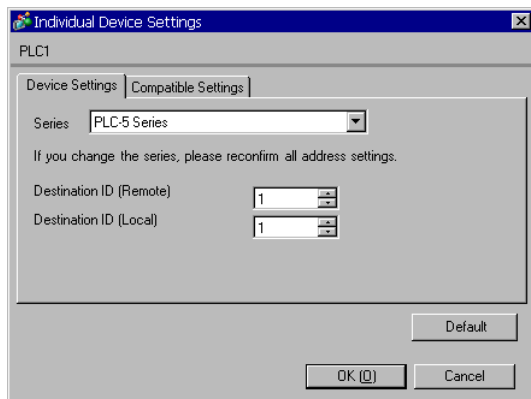 Individual Device Settings
PLC1
Device Settings Compatible Settings
Series PLC-5 Series
If you change the series, please reconfirm all address settings.
Destination ID (Remote) 1
Destination ID (Local) 1
Default
OK (O) Cancel